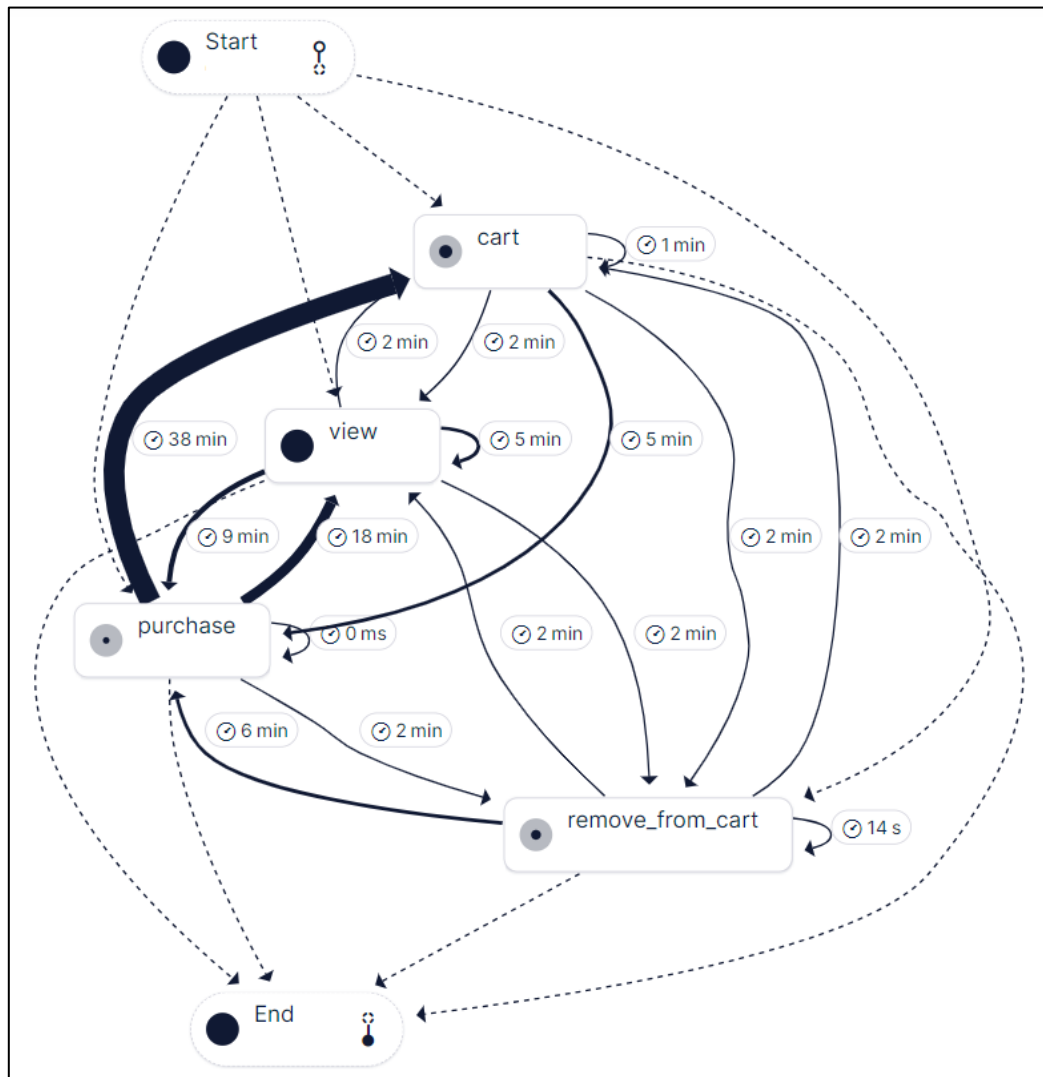 Start
cart
1 min
2 min
2 min
view
38 min
5 min
5 min
9 min
18 min
2 min
2 min
purchase
0 ms
2 min
2 min
6 min
2 min
remove_from_cart
14 s
End